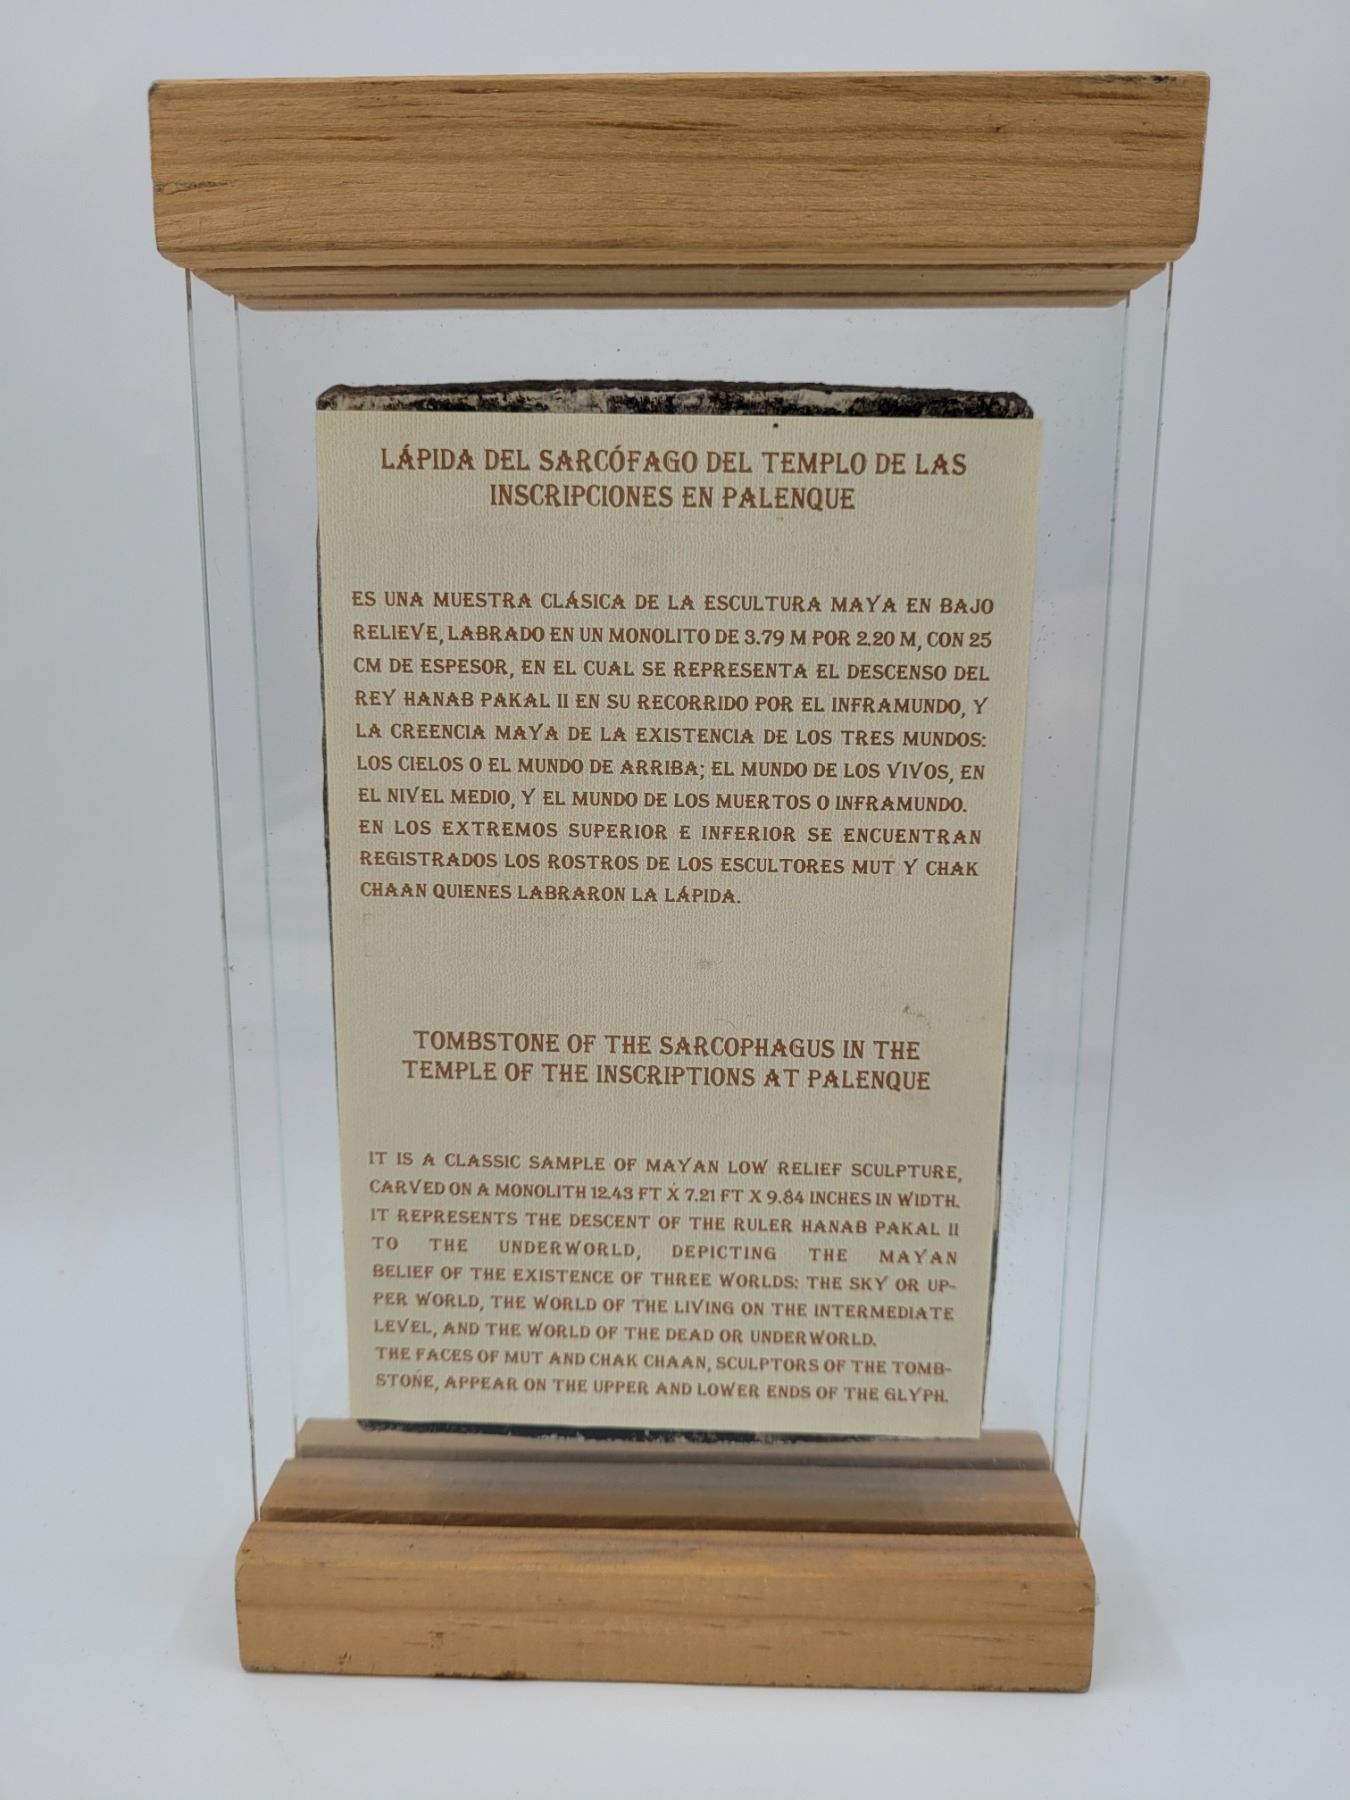 LÁPIDA DEL SARCÓFAGO DEL TEMPLO DE LAS
INSCRIPCIONES EN PALENQUE
ES UNA MUESTRA CLÁSICA DE LA ESCULTURA MAYA EN BAJO
RELIEVE, LABRADO EN UN MONOLITO DE 3.79 M POR 2.20 M, CON 25
CM DE ESPESOR, EN EL CUAL SE REPRESENTA EL DESCENSO DEL
REY HANAB PAKAL II EN SU RECORRIDO POR EL INFRAMUNDO, Y
LA CREENCIA MAYA DE LA EXISTENCIA DE LOS TRES MUNDOS:
LOS CIELOS O EL MUNDO DE ARRIBA; EL MUNDO DE LOS VIVOS, EN
EL NIVEL MEDIO, Y EL MUNDO DE LOS MUERTOS O INFRAMUNDO.
EN LOS EXTREMOS SUPERIOR E INFERIOR SE ENCUENTRAN
REGISTRADOS LOS ROSTROS DE LOS ESCULTORES MUT Y CHAK
CHAAN QUIENES LABRARON LA LÁPIDA.
TOMBSTONE OF THE SARCOPHAGUS IN THE
TEMPLE OF THE INSCRIPTIONS AT PALENQUE
IT IS A CLASSIC SAMPLE OF MAYAN LOW RELIEF SCULPTURE,
CARVED ON A MONOLITH 12.43 FT X 7.21 FT X 9.84 INCHES IN WIDTH.
IT REPRESENTS THE DESCENT OF THE RULER HANAB PAKAL II
TO THE UNDERWORLD, DEPICTING THE MAYAN
BELIEF OF THE EXISTENCE OF THREE WORLDS: THE SKY OR UP-
PER WORLD, THE WORLD OF THE LIVING ON THE INTERMEDIATE
LEVEL, AND THE WORLD OF THE DEAD OR UNDERWORLD.
THE FACES OF MUT AND CHAK CHAAN, SCULPTORS OF THE TOMB-
STONE, APPEAR ON THE UPPER AND LOWER ENDS OF THE GLYPH.